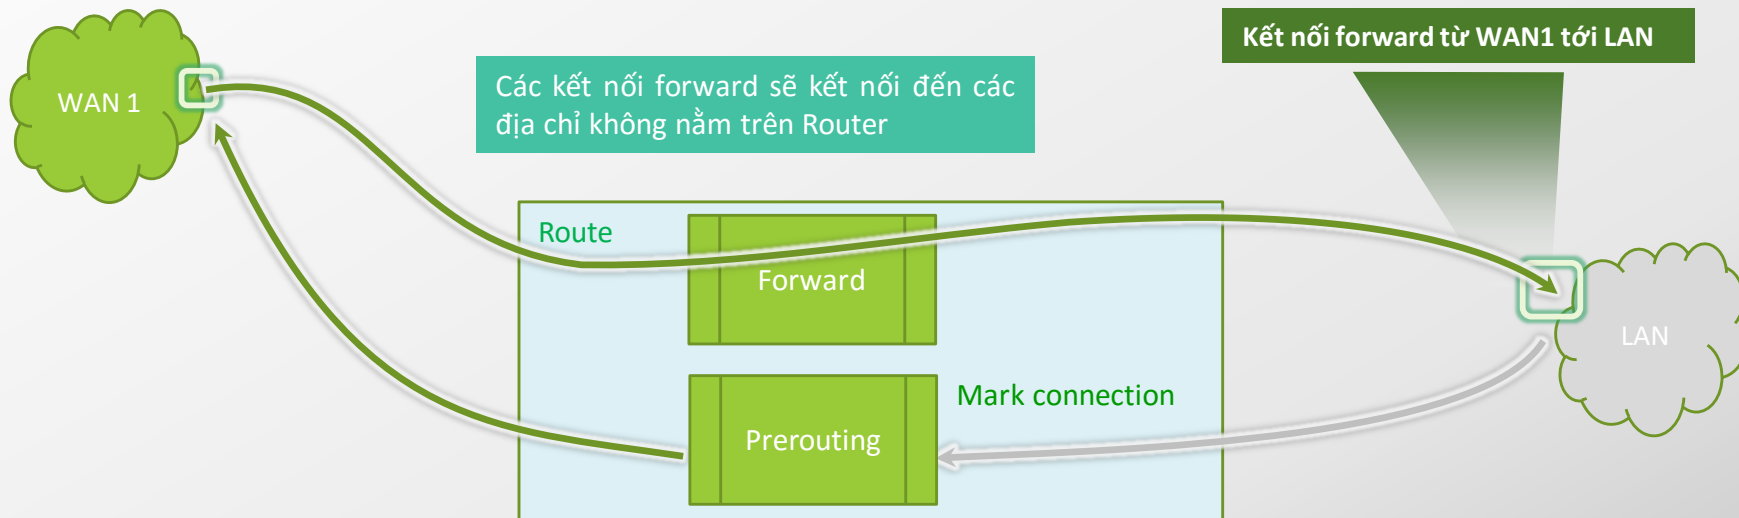 Kết nối forward từ WAN1 tới LAN
WAN 1
Các kết nối forward sẽ kết nối đến các
địa chỉ không nằm trên Router
Route
Forward
LAN
Mark connection
Prerouting